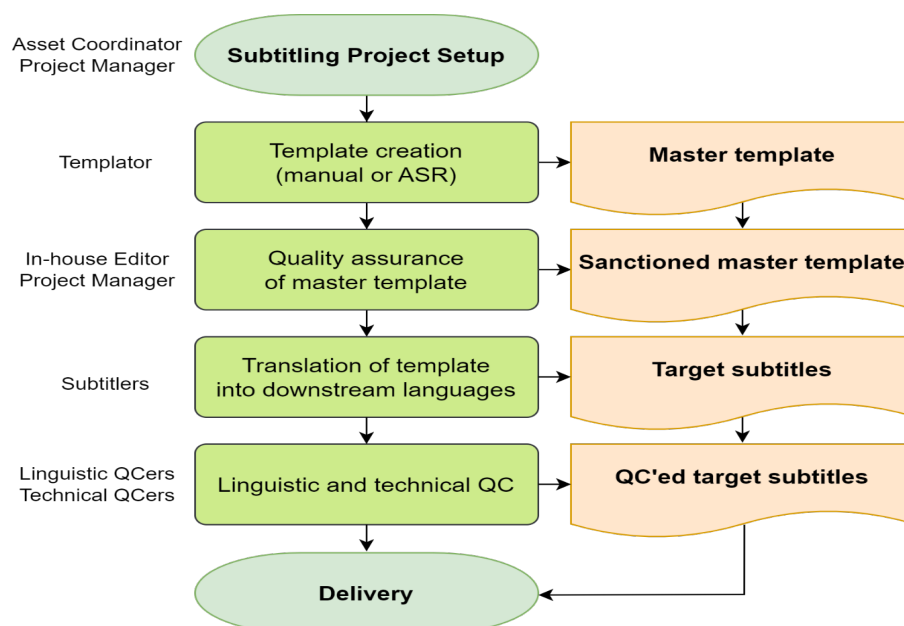 Asset Coordinator
Project Manager
Subtitling Project Setup
Templator
Template creation
(manual or ASR)
Master template
In-house Editor
Project Manager
Quality assurance
of master template
Sanctioned master template
Subtitlers
Translation of template
into downstream languages
Target subtitles
Linguistic QCers
Technical QCers
Linguistic and technical QC
QC'ed target subtitles
Delivery